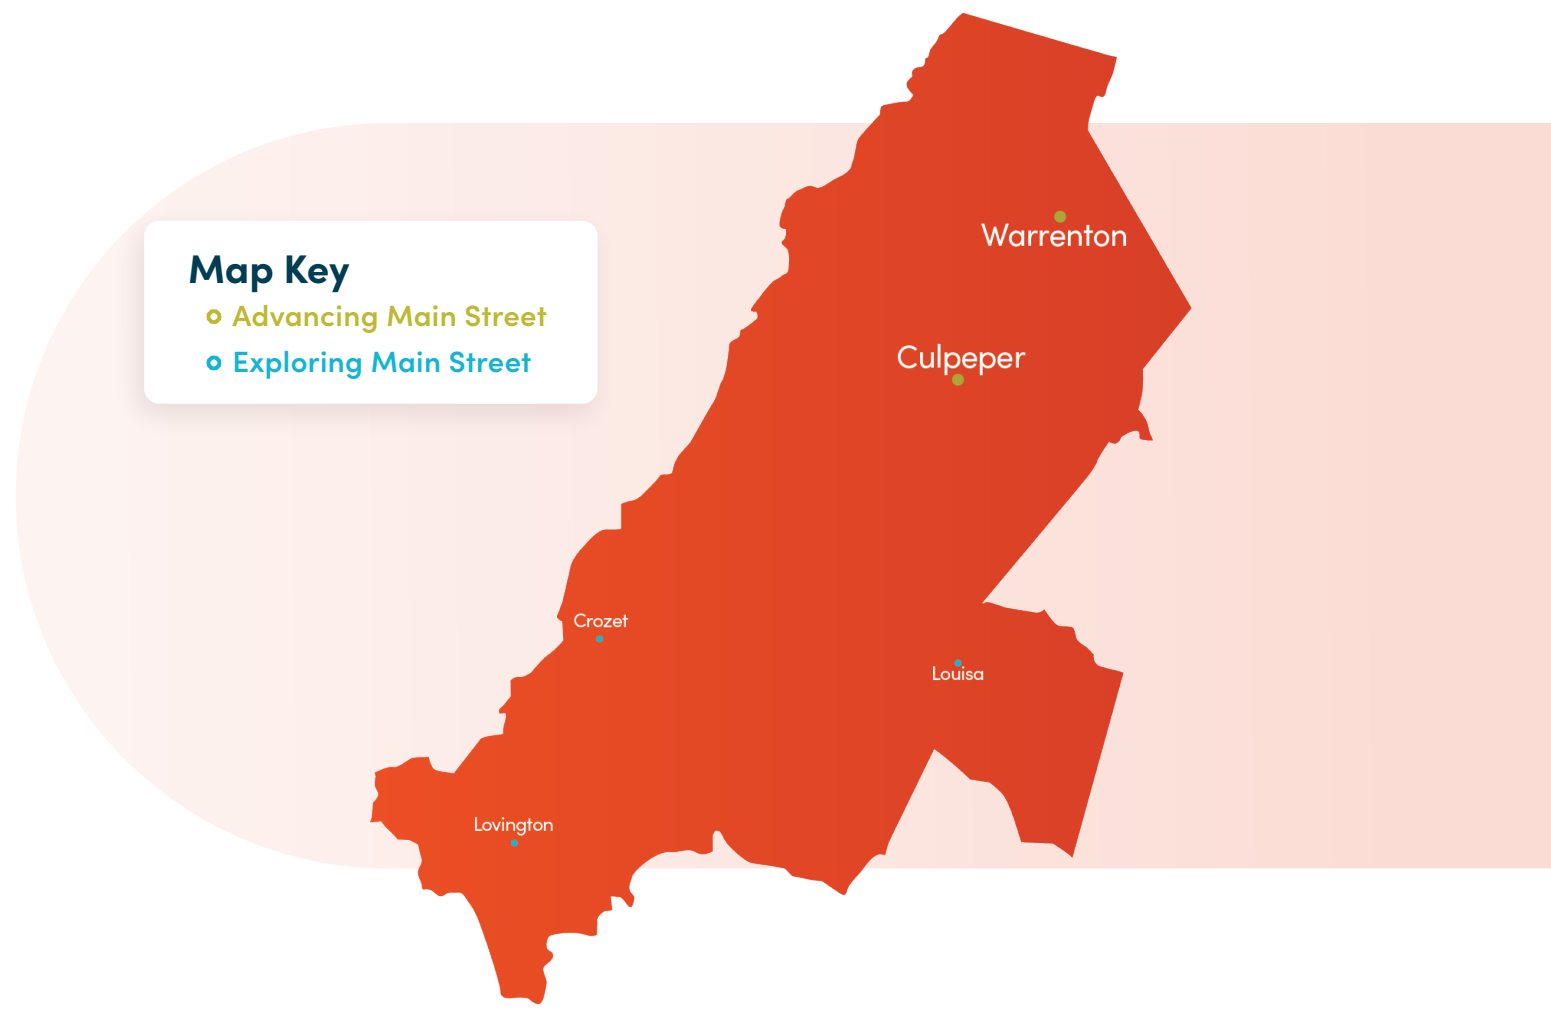 Map Key
Advancing Main Street
Exploring Main Street
Warrenton
Culpeper
Crozet
Louisa
Lovington